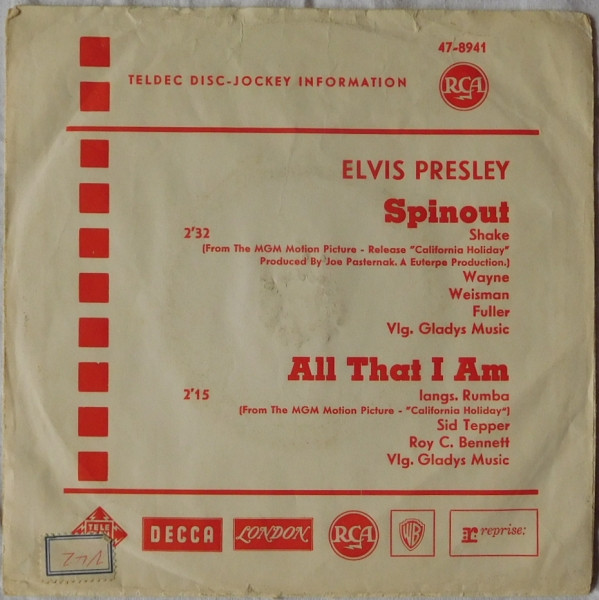 47-8941
TELDEC DISC-JOCKEY INFORMATION
RCA
ELVIS PRESLEY
Spinout
2'32 Shake
(From The MGM Motion Picture - Release "California Holiday"
Produced By Joe Pasternak. A Euterpe Production.)
Wayne
Weisman
Fuller
Vlg. Gladys Music
All That I Am
2'15 langs. Rumba
(From The MGM Motion Picture - "California Holiday")
Sid Tepper
Roy C. Bennett
Vlg. Gladys Music
TELE
DECCA
LONDON
RCA
WB
reprise: